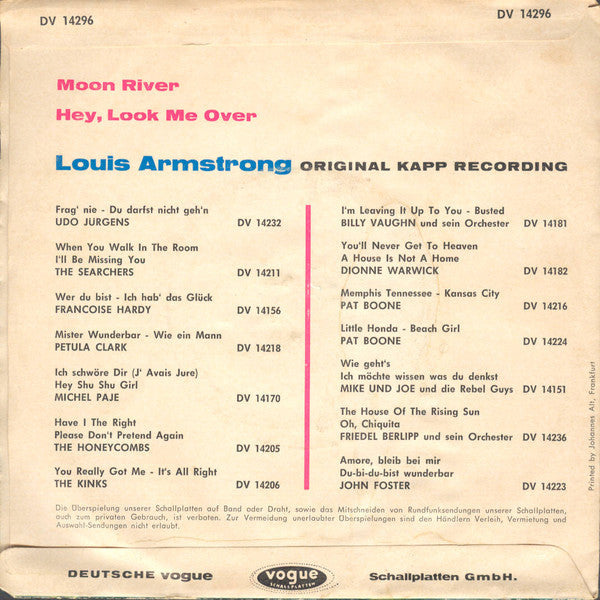 DV 14296
DV 14296
Moon River
Hey, Look Me Over
Louis Armstrong ORIGINAL KAPP RECORDING
Frag' nie - Du darfst nicht geh'n
UDO JÜRGENS DV 14232
When You Walk In The Room
I'll Be Missing You
THE SEARCHERS DV 14211
Wer du bist - Ich hab' das Glück
FRANCOISE HARDY DV 14156
Mister Wunderbar - Wie ein Mann
PETULA CLARK DV 14218
Ich schwöre Dir (J' Avais Jure)
Hey Shu Shu Girl
MICHEL PAJE DV 14170
Have I The Right
Please Don't Pretend Again
THE HONEYCOMBS DV 14205
You Really Got Me - It's All Right
THE KINKS DV 14206
I'm Leaving It Up To You - Busted
BILLY VAUGHN und sein Orchester DV 14181
You'll Never Get To Heaven
A House Is Not A Home
DIONNE WARWICK DV 14182
Memphis Tennessee - Kansas City
PAT BOONE DV 14216
Little Honda - Beach Girl
PAT BOONE DV 14224
Wie geht's
Ich möchte wissen was du denkst
MIKE UND JOE und die Rebel Guys DV 14151
The House Of The Rising Sun
Oh, Chiquita
FRIEDEL BERLIPP und sein Orchester DV 14236
Amore, bleib bei mir
Du-bi-du-bist wunderbar
JOHN FOSTER DV 14223
Printed by Johannes Alt, Frankfurt
Die Überspielung unserer Schallplatten auf Band oder Draht, sowie das Mitschneiden von Rundfunksendungen unserer Schallplatten,
auch zum privaten Gebrauch, ist verboten. Zur Vermeidung unerlaubter Überspielungen sind den Händlern Verleih, Vermietung und
Auswahl-Sendungen nicht erlaubt.
DEUTSCHE vogue
vogue
SCHALLPLATTEN
Schallplatten GmbH.